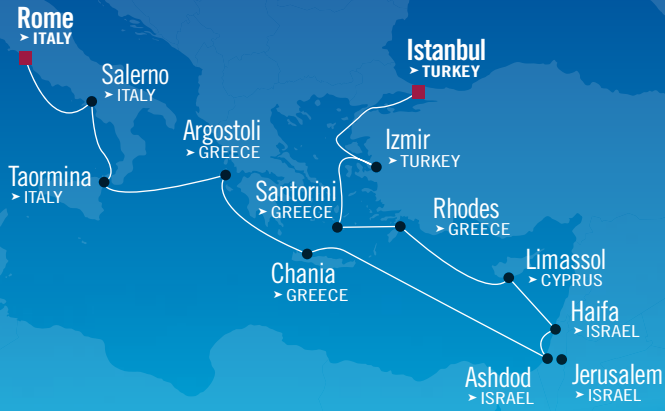 Rome
➤ ITALY
Salerno
➤ ITALY
Istanbul
➤ TURKEY
Argostoli
➤ GREECE
Izmir
➤ TURKEY
Taormina
➤ ITALY
Santorini
➤ GREECE
Rhodes
➤ GREECE
Chania
➤ GREECE
Limassol
➤ CYPRUS
Haifa
➤ ISRAEL
Ashdod
➤ ISRAEL
Jerusalem
➤ ISRAEL